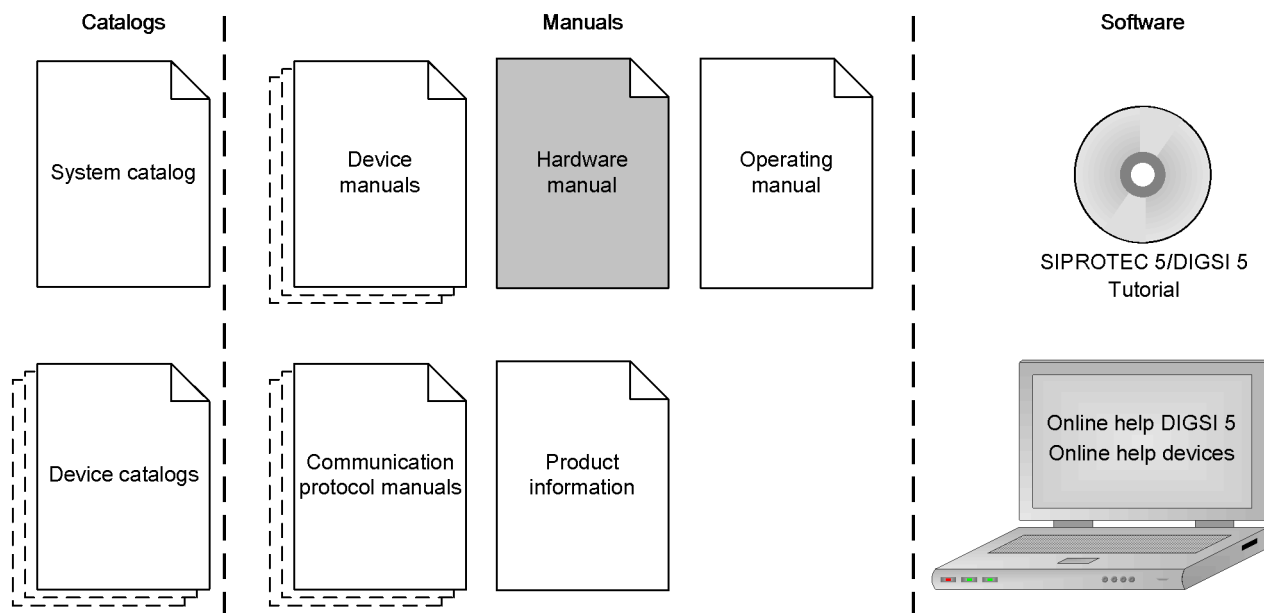 Catalogs
Manuals
Software
System catalog
Device
manuals
Hardware
manual
Operating
manual
SIPROTEC 5/DIGSI 5
Tutorial
Device catalogs
Communication
protocol manuals
Product
information
Online help DIGSI 5
Online help devices